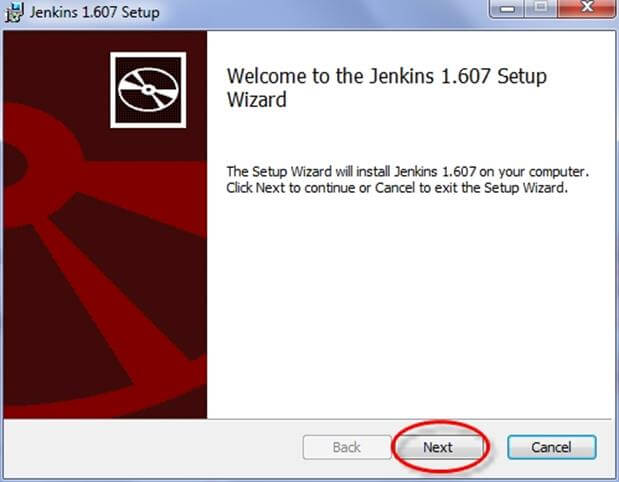 Jenkins 1.607 Setup
Welcome to the Jenkins 1.607 Setup
Wizard
The Setup Wizard will install Jenkins 1.607 on your computer.
Click Next to continue or Cancel to exit the Setup Wizard.
Back
Next
Cancel